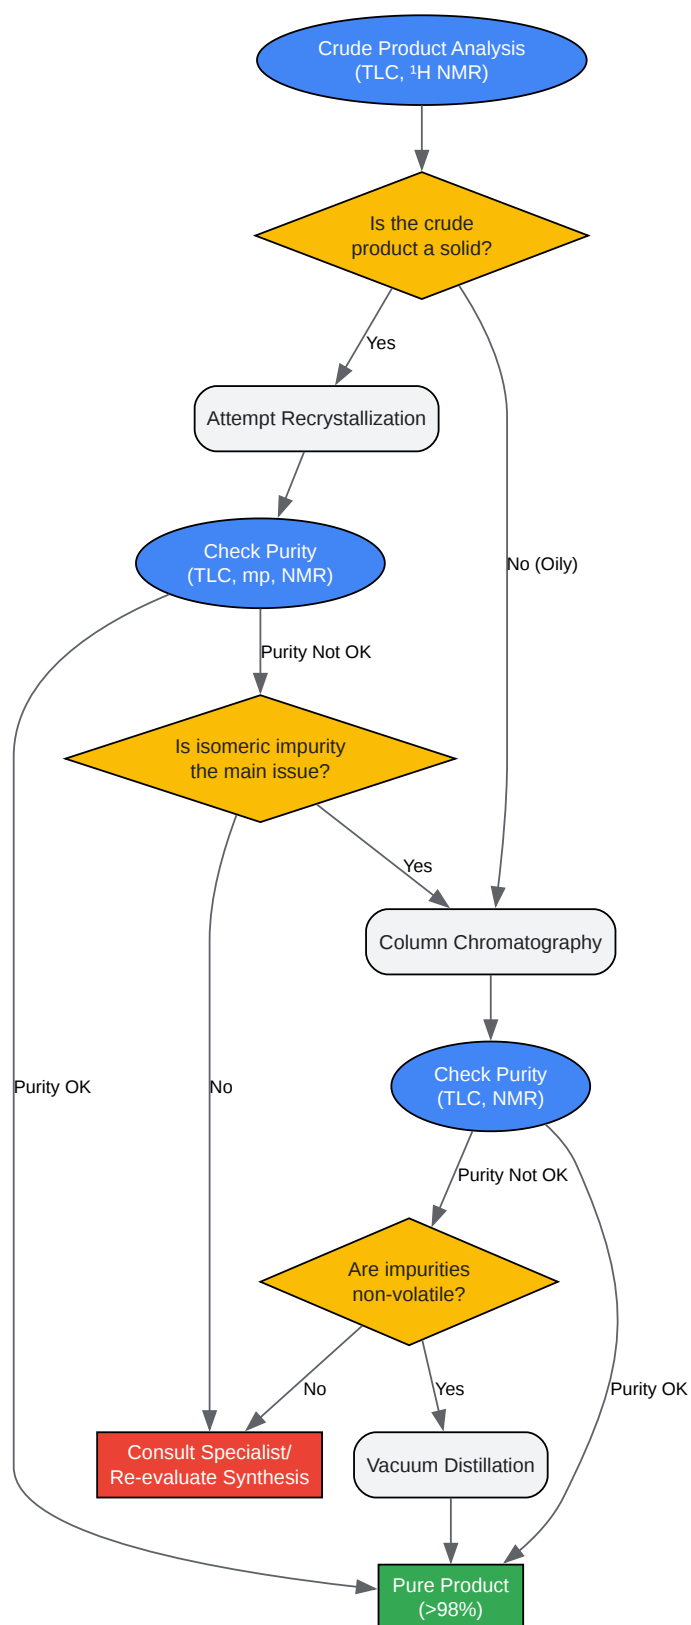 Crude Product Analysis
(TLC, ¹H NMR)
Is the crude
product a solid?
Yes
Attempt Recrystallization
Check Purity
(TLC, mp, NMR)
No (Oily)
Purity Not OK
Is isomeric impurity
the main issue?
Yes
Column Chromatography
Check Purity
(TLC, NMR)
Purity OK
No
Purity Not OK
Are impurities
non-volatile?
No
Yes
Purity OK
Consult Specialist/
Re-evaluate Synthesis
Vacuum Distillation
Pure Product
(>98%)